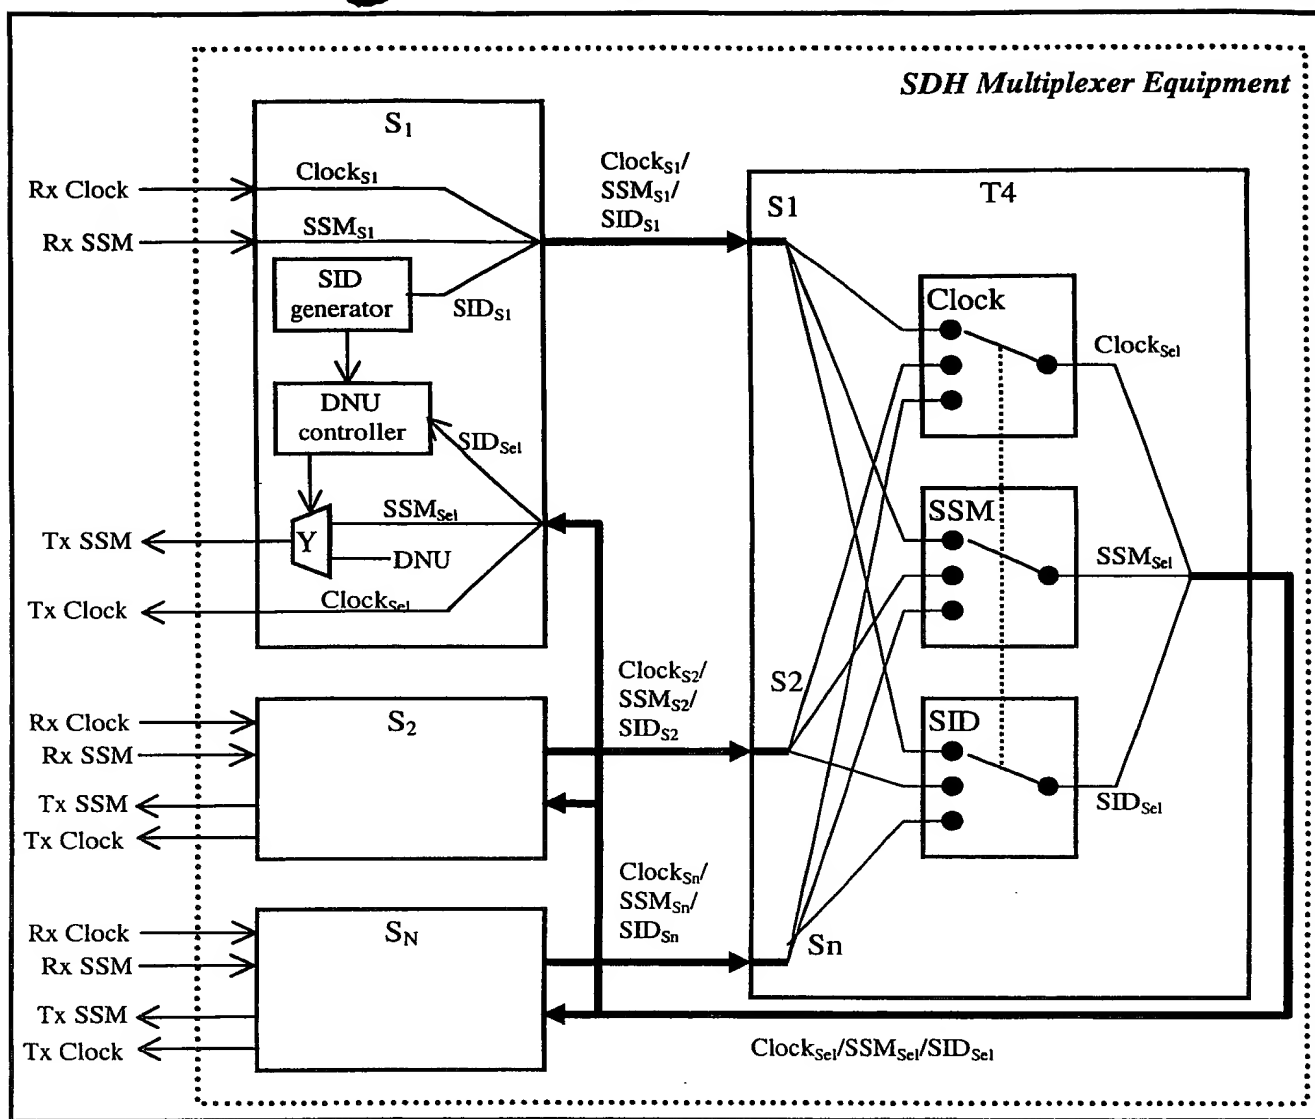 SDH Multiplexer Equipment
S1
Rx Clock
ClockS1
Rx SSM
SSMS1
SID
generator
SIDS1
DNU
controller
SIDSel
SSMSel
Tx SSM
Y
DNU
Tx Clock
ClockSel
ClockS1/
SSMS1/
SIDS1
T4
S1
Clock
ClockSel
SSM
SSMSel
S2
SID
SIDSel
Sn
S2
Rx Clock
Rx SSM
Tx SSM
Tx Clock
ClockS2/
SSMS2/
SIDS2
SN
Rx Clock
Rx SSM
Tx SSM
Tx Clock
ClockSn/
SSMSn/
SIDSn
ClockSel/SSMSel/SIDSel